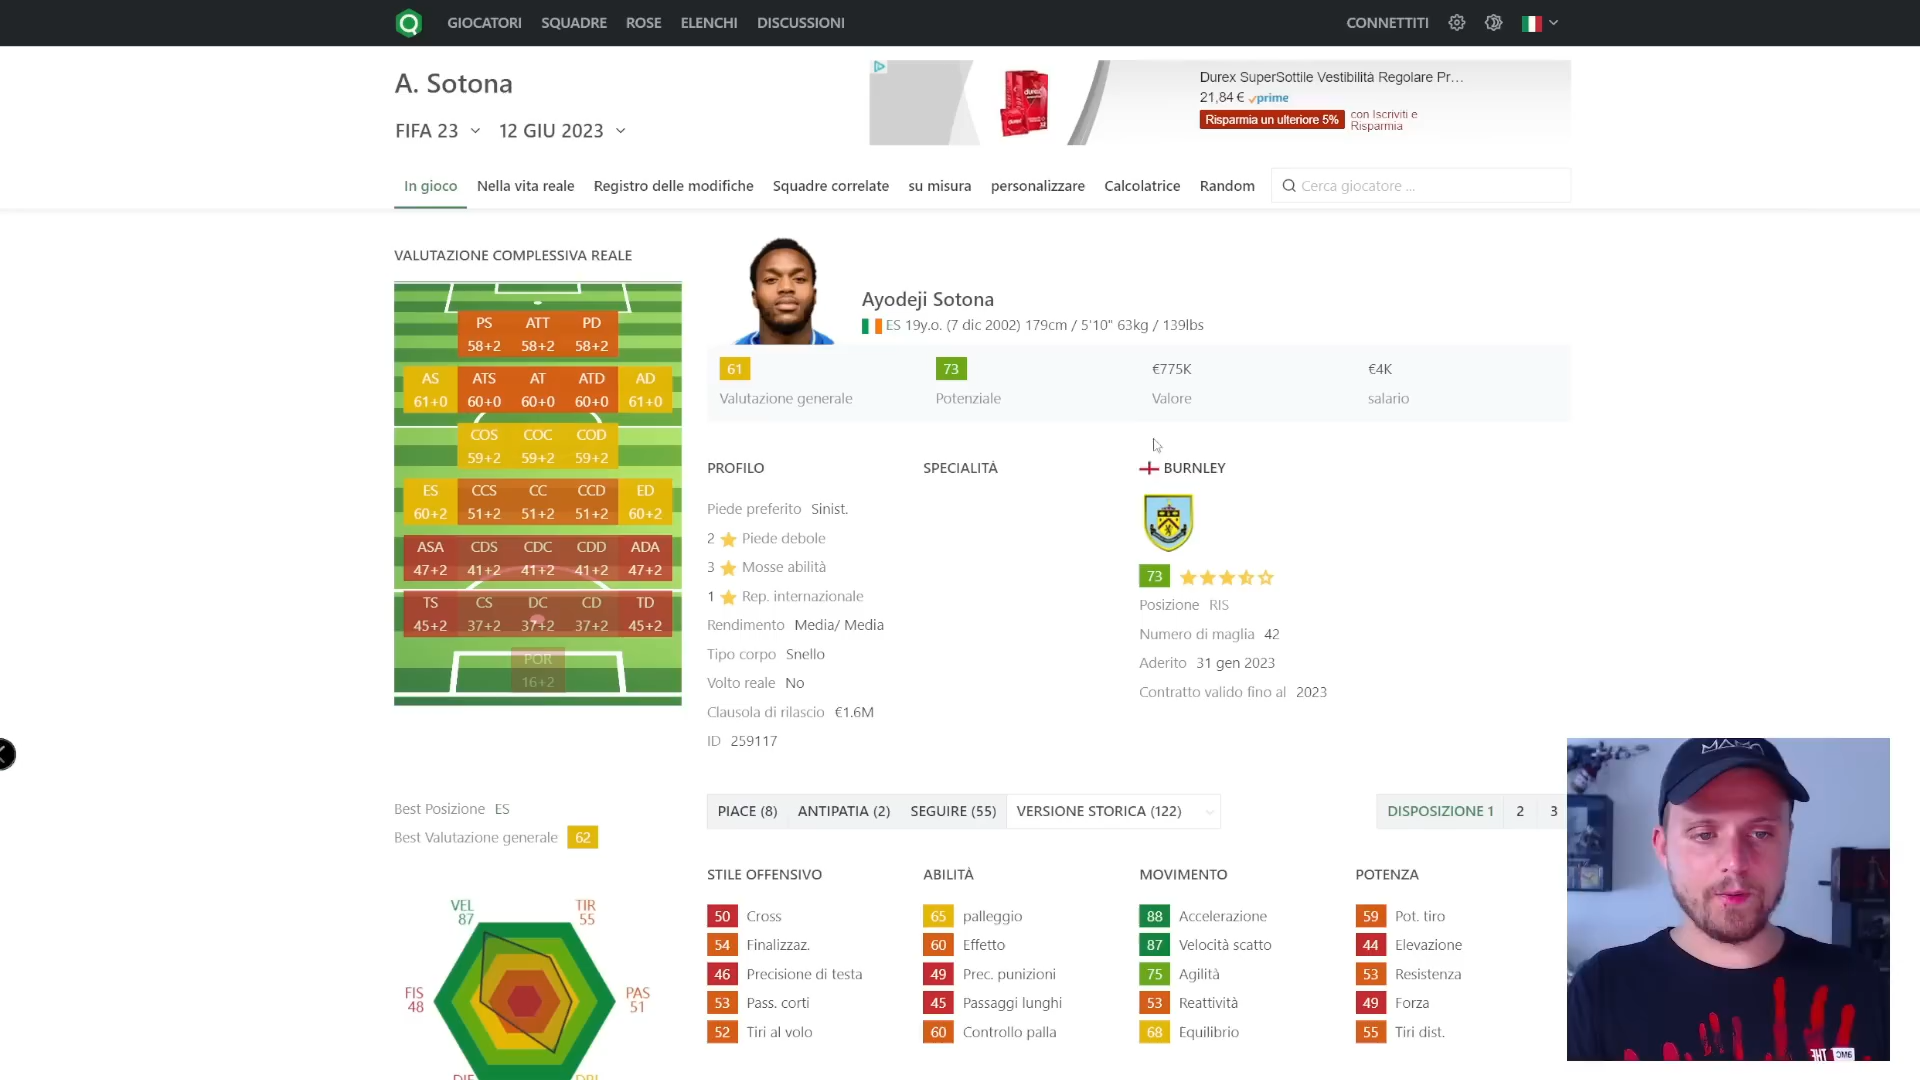 GIOCATORI SQUADRE ROSE ELENCHI DISCUSSIONI CONNETTITI
A. Sotona
FIFA 23 12 GIU 2023
Durex SuperSottile Vestibilità Regolare Pr...
21,84 € prime
Risparmia un ulteriore 5% con Iscriviti e Risparmia
In gioco Nella vita reale Registro delle modifiche Squadre correlate su misura personalizzare Calcolatrice Random Cerca giocatore ...
VALUTAZIONE COMPLESSIVA REALE
PS ATT PD
58+2 58+2 58+2
AS ATS AT ATD AD
61+0 60+0 60+0 60+0 61+0
COS COC COD
59+2 59+2 59+2
ES CCS CC CCD ED
60+2 51+2 51+2 51+2 60+2
ASA CDS CDC CDD ADA
47+2 41+2 41+2 41+2 47+2
TS CS DC CD TD
45+2 37+2 37+2 37+2 45+2
POR
16+2
Ayodeji Sotona
ES 19y.o. (7 dic 2002) 179cm / 5'10" 63kg / 139lbs
61 73 €775K €4K
Valutazione generale Potenziale Valore salario
PROFILO
Piede preferito Sinist.
2 Piede debole
3 Mosse abilità
1 Rep. internazionale
Rendimento Media/ Media
Tipo corpo Snello
Volto reale No
Clausola di rilascio €1.6M
ID 259117
SPECIALITÀ
BURNLEY
73
Posizione RIS
Numero di maglia 42
Aderito 31 gen 2023
Contratto valido fino al 2023
Best Posizione ES
Best Valutazione generale 62
PIACE (8) ANTIPATIA (2) SEGUIRE (55) VERSIONE STORICA (122) DISPOSIZIONE 1 2 3
VEL
87
TIR
55
FIS
48
PAS
51
DIF
DRI
STILE OFFENSIVO
50 Cross
54 Finalizzaz.
46 Precisione di testa
53 Pass. corti
52 Tiri al volo
ABILITÀ
65 palleggio
60 Effetto
49 Prec. punizioni
45 Passaggi lunghi
60 Controllo palla
MOVIMENTO
88 Accelerazione
87 Velocità scatto
75 Agilità
53 Reattività
68 Equilibrio
POTENZA
59 Pot. tiro
44 Elevazione
53 Resistenza
49 Forza
55 Tiri dist.